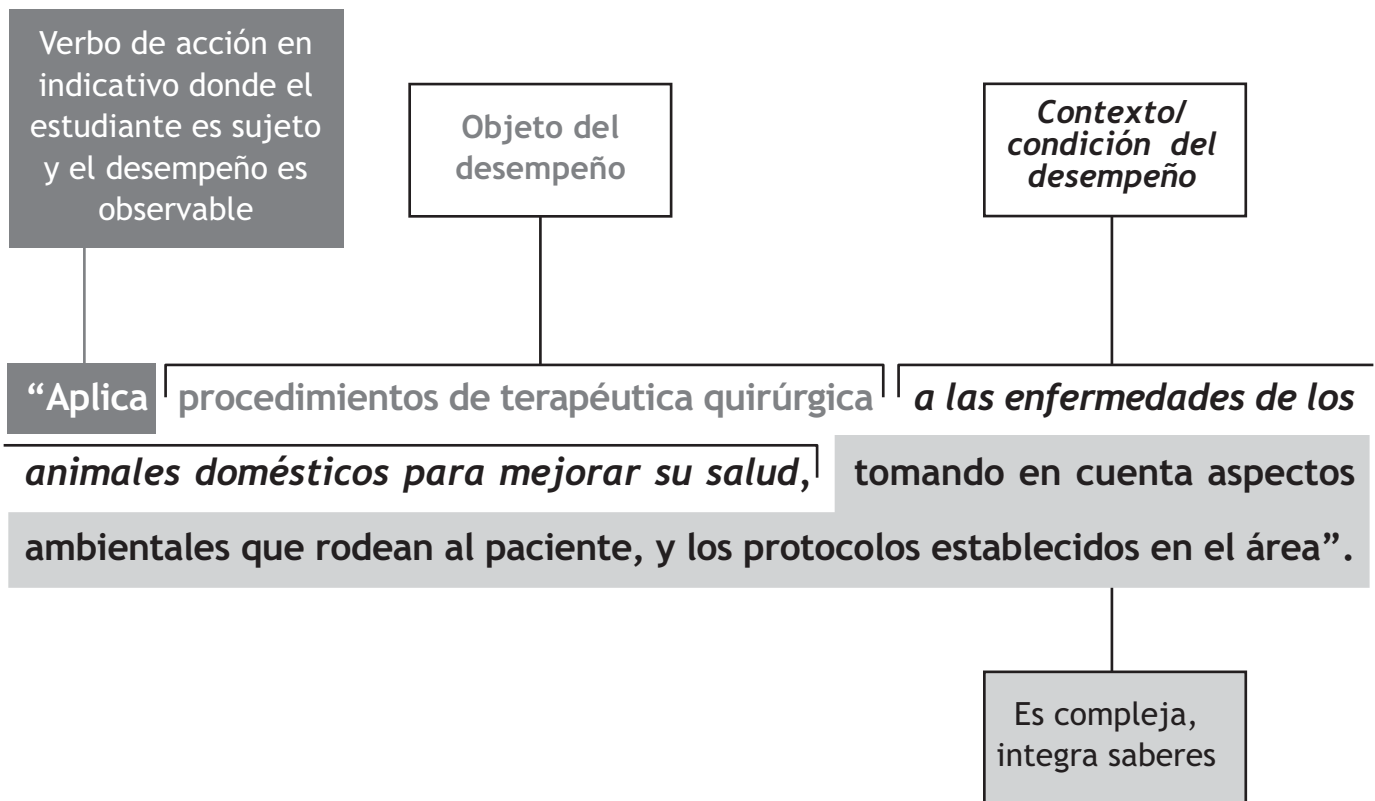 Verbo de acción en
indicativo donde el
estudiante es sujeto
y el desempeño es
observable
Objeto del
desempeño
Contexto/
condición del
desempeño
“Aplica procedimientos de terapéutica quirúrgica a las enfermedades de los
animales domésticos para mejorar su salud, tomando en cuenta aspectos
ambientales que rodean al paciente, y los protocolos establecidos en el área”.
Es compleja,
integra saberes